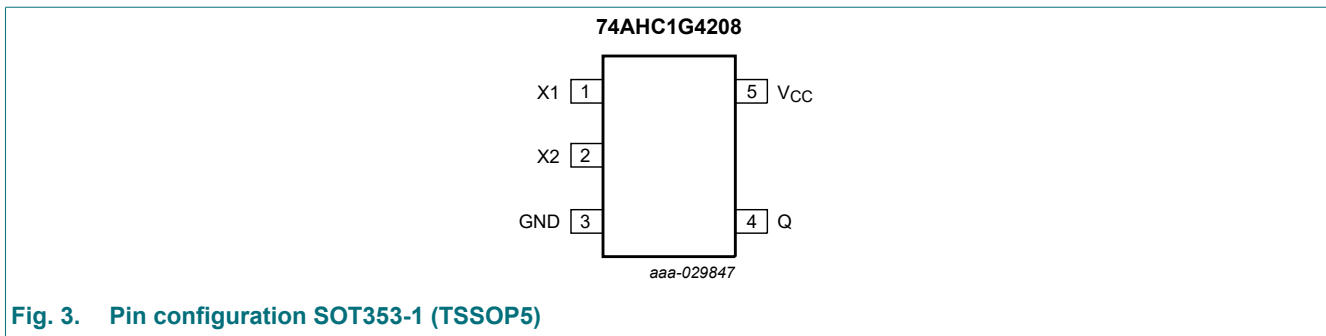 74AHC1G4208
X1 1 5 VCC
X2 2
GND 3 4 Q
aaa-029847
Fig. 3. Pin configuration SOT353-1 (TSSOP5)